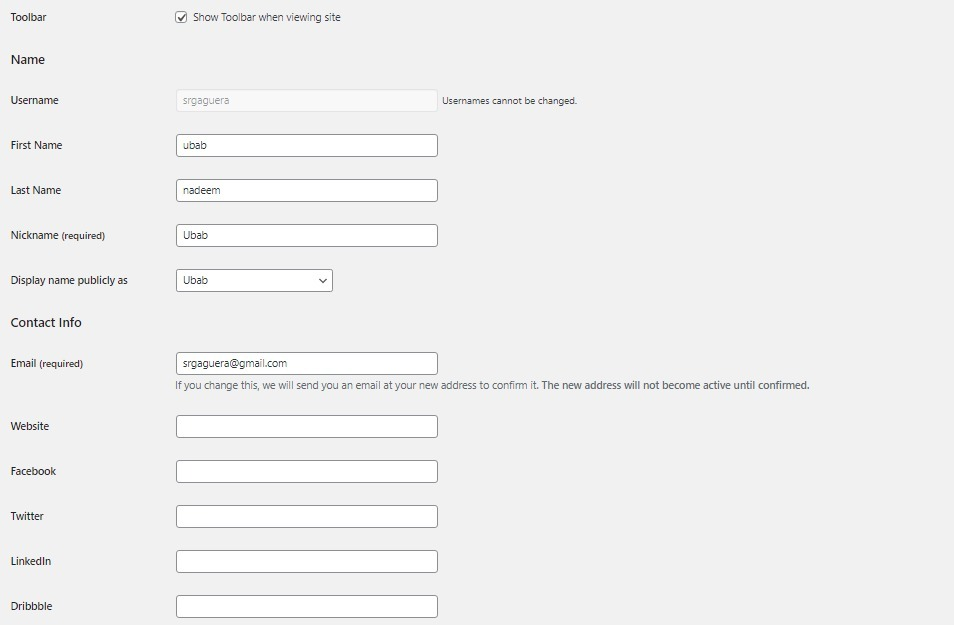 Toolbar Show Toolbar when viewing site
Name
Username srgaguera Usernames cannot be changed.
First Name ubab
Last Name nadeem
Nickname (required) Ubab
Display name publicly as Ubab
Contact Info
Email (required) srgaguera@gmail.com
If you change this, we will send you an email at your new address to confirm it. The new address will not become active until confirmed.
Website
Facebook
Twitter
LinkedIn
Dribbble